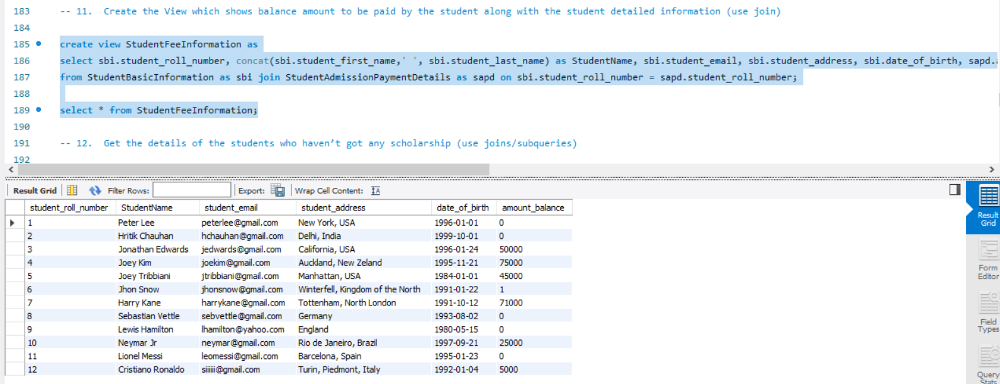 183 -- 11.  Create the View which shows balance amount to be paid by the student along with the student detailed information (use join)
184
185 create view StudentFeeInformation as
186 select sbi.student_roll_number, concat(sbi.student_first_name,' ', sbi.student_last_name) as StudentName, sbi.student_email, sbi.student_address, sbi.date_of_birth, sapd.
187 from StudentBasicInformation as sbi join StudentAdmissionPaymentDetails as sapd on sbi.student_roll_number = sapd.student_roll_number;
188
189 select * from StudentFeeInformation;
190
191 -- 12.  Get the details of the students who haven’t got any scholarship (use joins/subqueries)
192
Result Grid Filter Rows: Export: Wrap Cell Content: IA
student_roll_number StudentName student_email student_address date_of_birth amount_balance
1 Peter Lee peterlee@gmail.com New York, USA 1996-01-01 0
2 Hritik Chauhan hchauhan@gmail.com Delhi, India 1999-10-01 0
3 Jonathan Edwards jedwards@gmail.com California, USA 1996-01-24 50000
4 Joey Kim joekim@gmail.com Auckland, New Zeland 1995-11-21 75000
5 Joey Tribbiani jtribbiani@gmail.com Manhattan, USA 1984-01-01 45000
6 Jhon Snow jhonsnow@gmail.com Winterfell, Kingdom of the North 1991-01-22 1
7 Harry Kane harrykane@gmail.com Tottenham, North London 1991-10-12 71000
8 Sebastian Vettle sebvettle@gmail.com Germany 1993-08-02 0
9 Lewis Hamilton lhamilton@yahoo.com England 1980-05-15 0
10 Neymar Jr neymar@gmail.com Rio de Janeiro, Brazil 1997-09-21 25000
11 Lionel Messi leomessi@gmail.com Barcelona, Spain 1995-01-23 0
12 Cristiano Ronaldo siiiiii@gmail.com Turin, Piedmont, Italy 1992-01-04 5000
Result
Grid
Form
Editor
Field
Types
Query
Stats